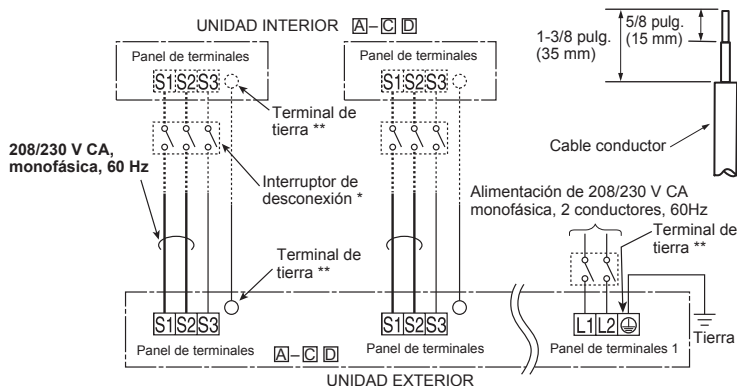 UNIDAD INTERIOR A–C D
Panel de terminales
S1 S2 S3
Panel de terminales
S1 S2 S3
5/8 pulg.
(15 mm)
1-3/8 pulg.
(35 mm)
Cable conductor
Terminal de
tierra **
208/230 V CA,
monofásica, 60 Hz
Interruptor de
desconexión *
Terminal de
tierra **
Alimentación de 208/230 V CA
monofásica, 2 conductores, 60Hz
Terminal de
tierra **
S1 S2 S3
Panel de terminales
A–C D
S1 S2 S3
Panel de terminales
L1 L2
Panel de terminales 1
Tierra
UNIDAD EXTERIOR